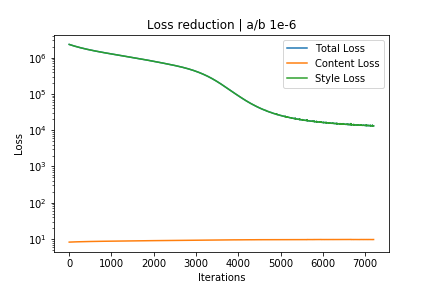 Loss reduction | a/b 1e-6
Total Loss
Content Loss
Style Loss
Loss
10⁶
10⁵
10⁴
10³
10²
10¹
0 1000 2000 3000 4000 5000 6000 7000
Iterations